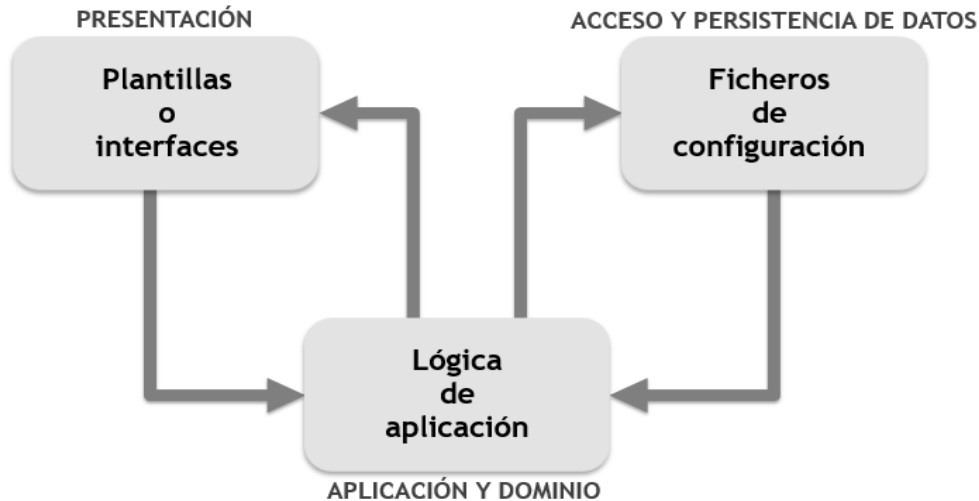 PRESENTACIÓN
Plantillas
o
interfaces
ACCESO Y PERSISTENCIA DE DATOS
Ficheros
de
configuración
Lógica
de
aplicación
APLICACIÓN Y DOMINIO